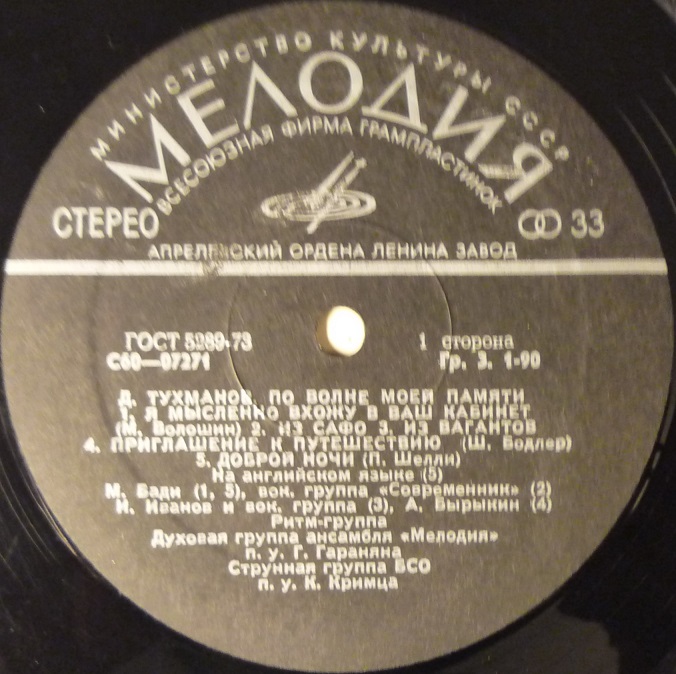 МИНИСТЕРСТВО КУЛЬТУРЫ СССР
МЕЛОДИЯ
ВСЕСОЮЗНАЯ ФИРМА ГРАМПЛАСТИНОК
СТЕРЕО 33
АПРЕЛЕВСКИЙ ОРДЕНА ЛЕНИНА ЗАВОД
ГОСТ 5289-73 1 сторона
С60—07271 Гр. 3. 1-90
Д. ТУХМАНОВ. ПО ВОЛНЕ МОЕЙ ПАМЯТИ
1. Я МЫСЛЕННО ВХОЖУ В ВАШ КАБИНЕТ
(М. Волошин) 2. ИЗ САФО 3. ИЗ ВАГАНТОВ
4. ПРИГЛАШЕНИЕ К ПУТЕШЕСТВИЮ (Ш. Бодлер)
5. ДОБРОЙ НОЧИ (П. Шелли)
На английском языке (5)
М. Бади (1, 5), вок. группа «Современник» (2)
И. Иванов и вок. группа (3), А. Бырыкин (4)
Ритм-группа
Духовая группа ансамбля «Мелодия»
п. у. Г. Гараняна
Струнная группа БСО
п. у. К. Кримца